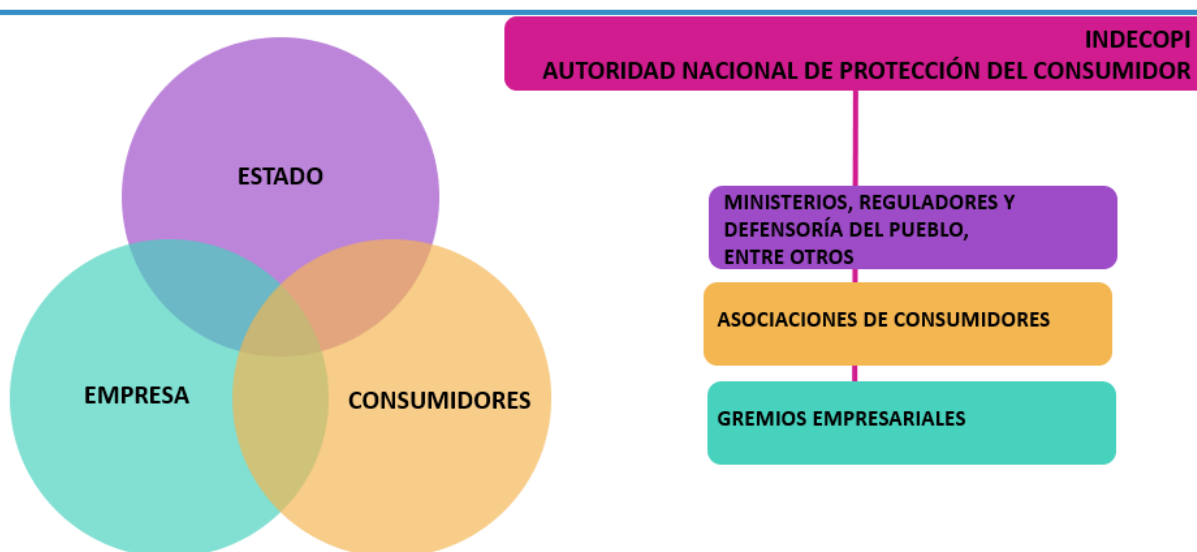 ESTADO
EMPRESA
CONSUMIDORES
INDECOPI
AUTORIDAD NACIONAL DE PROTECCIÓN DEL CONSUMIDOR
MINISTERIOS, REGULADORES Y
DEFENSORÍA DEL PUEBLO,
ENTRE OTROS
ASOCIACIONES DE CONSUMIDORES
GREMIOS EMPRESARIALES